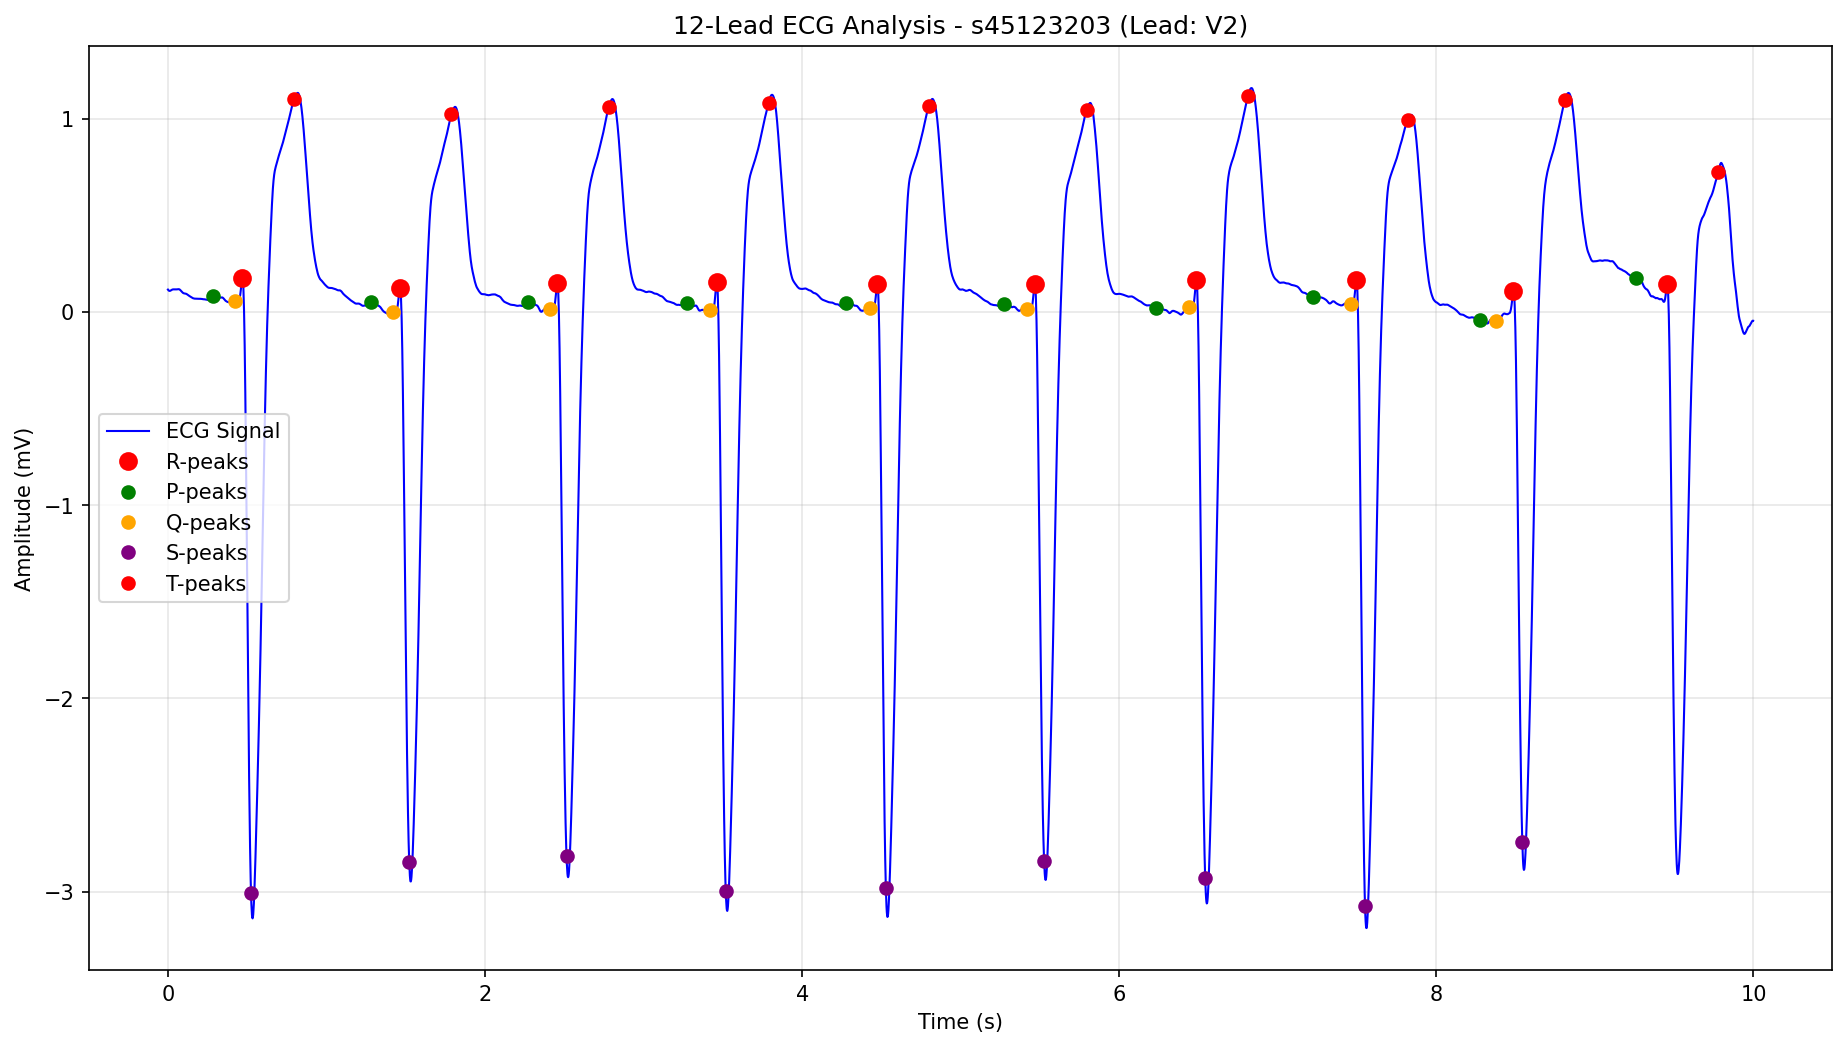 12-Lead ECG Analysis - s45123203 (Lead: V2)
Amplitude (mV)
1
0
−1
−2
−3
ECG Signal
R-peaks
P-peaks
Q-peaks
S-peaks
T-peaks
0 2 4 6 8 10
Time (s)